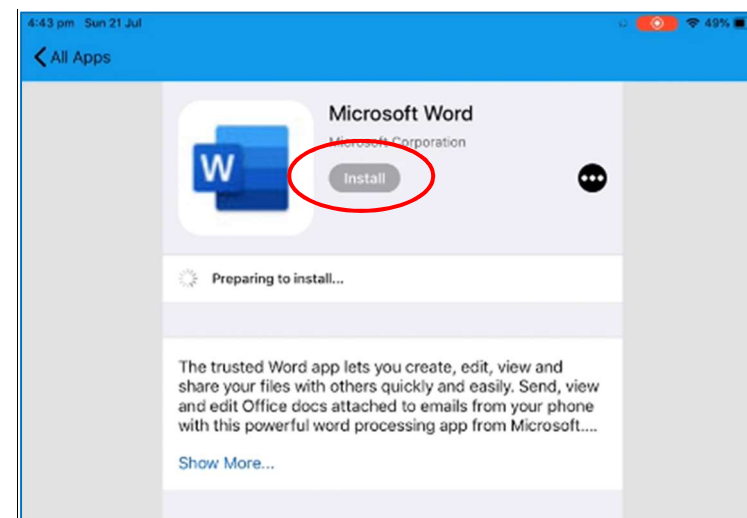 4:43 pm Sun 21 Jul
49%
All Apps
Microsoft Word
Microsoft Corporation
W
Install
Preparing to install...
The trusted Word app lets you create, edit, view and
share your files with others quickly and easily. Send, view
and edit Office docs attached to emails from your phone
with this powerful word processing app from Microsoft....
Show More...